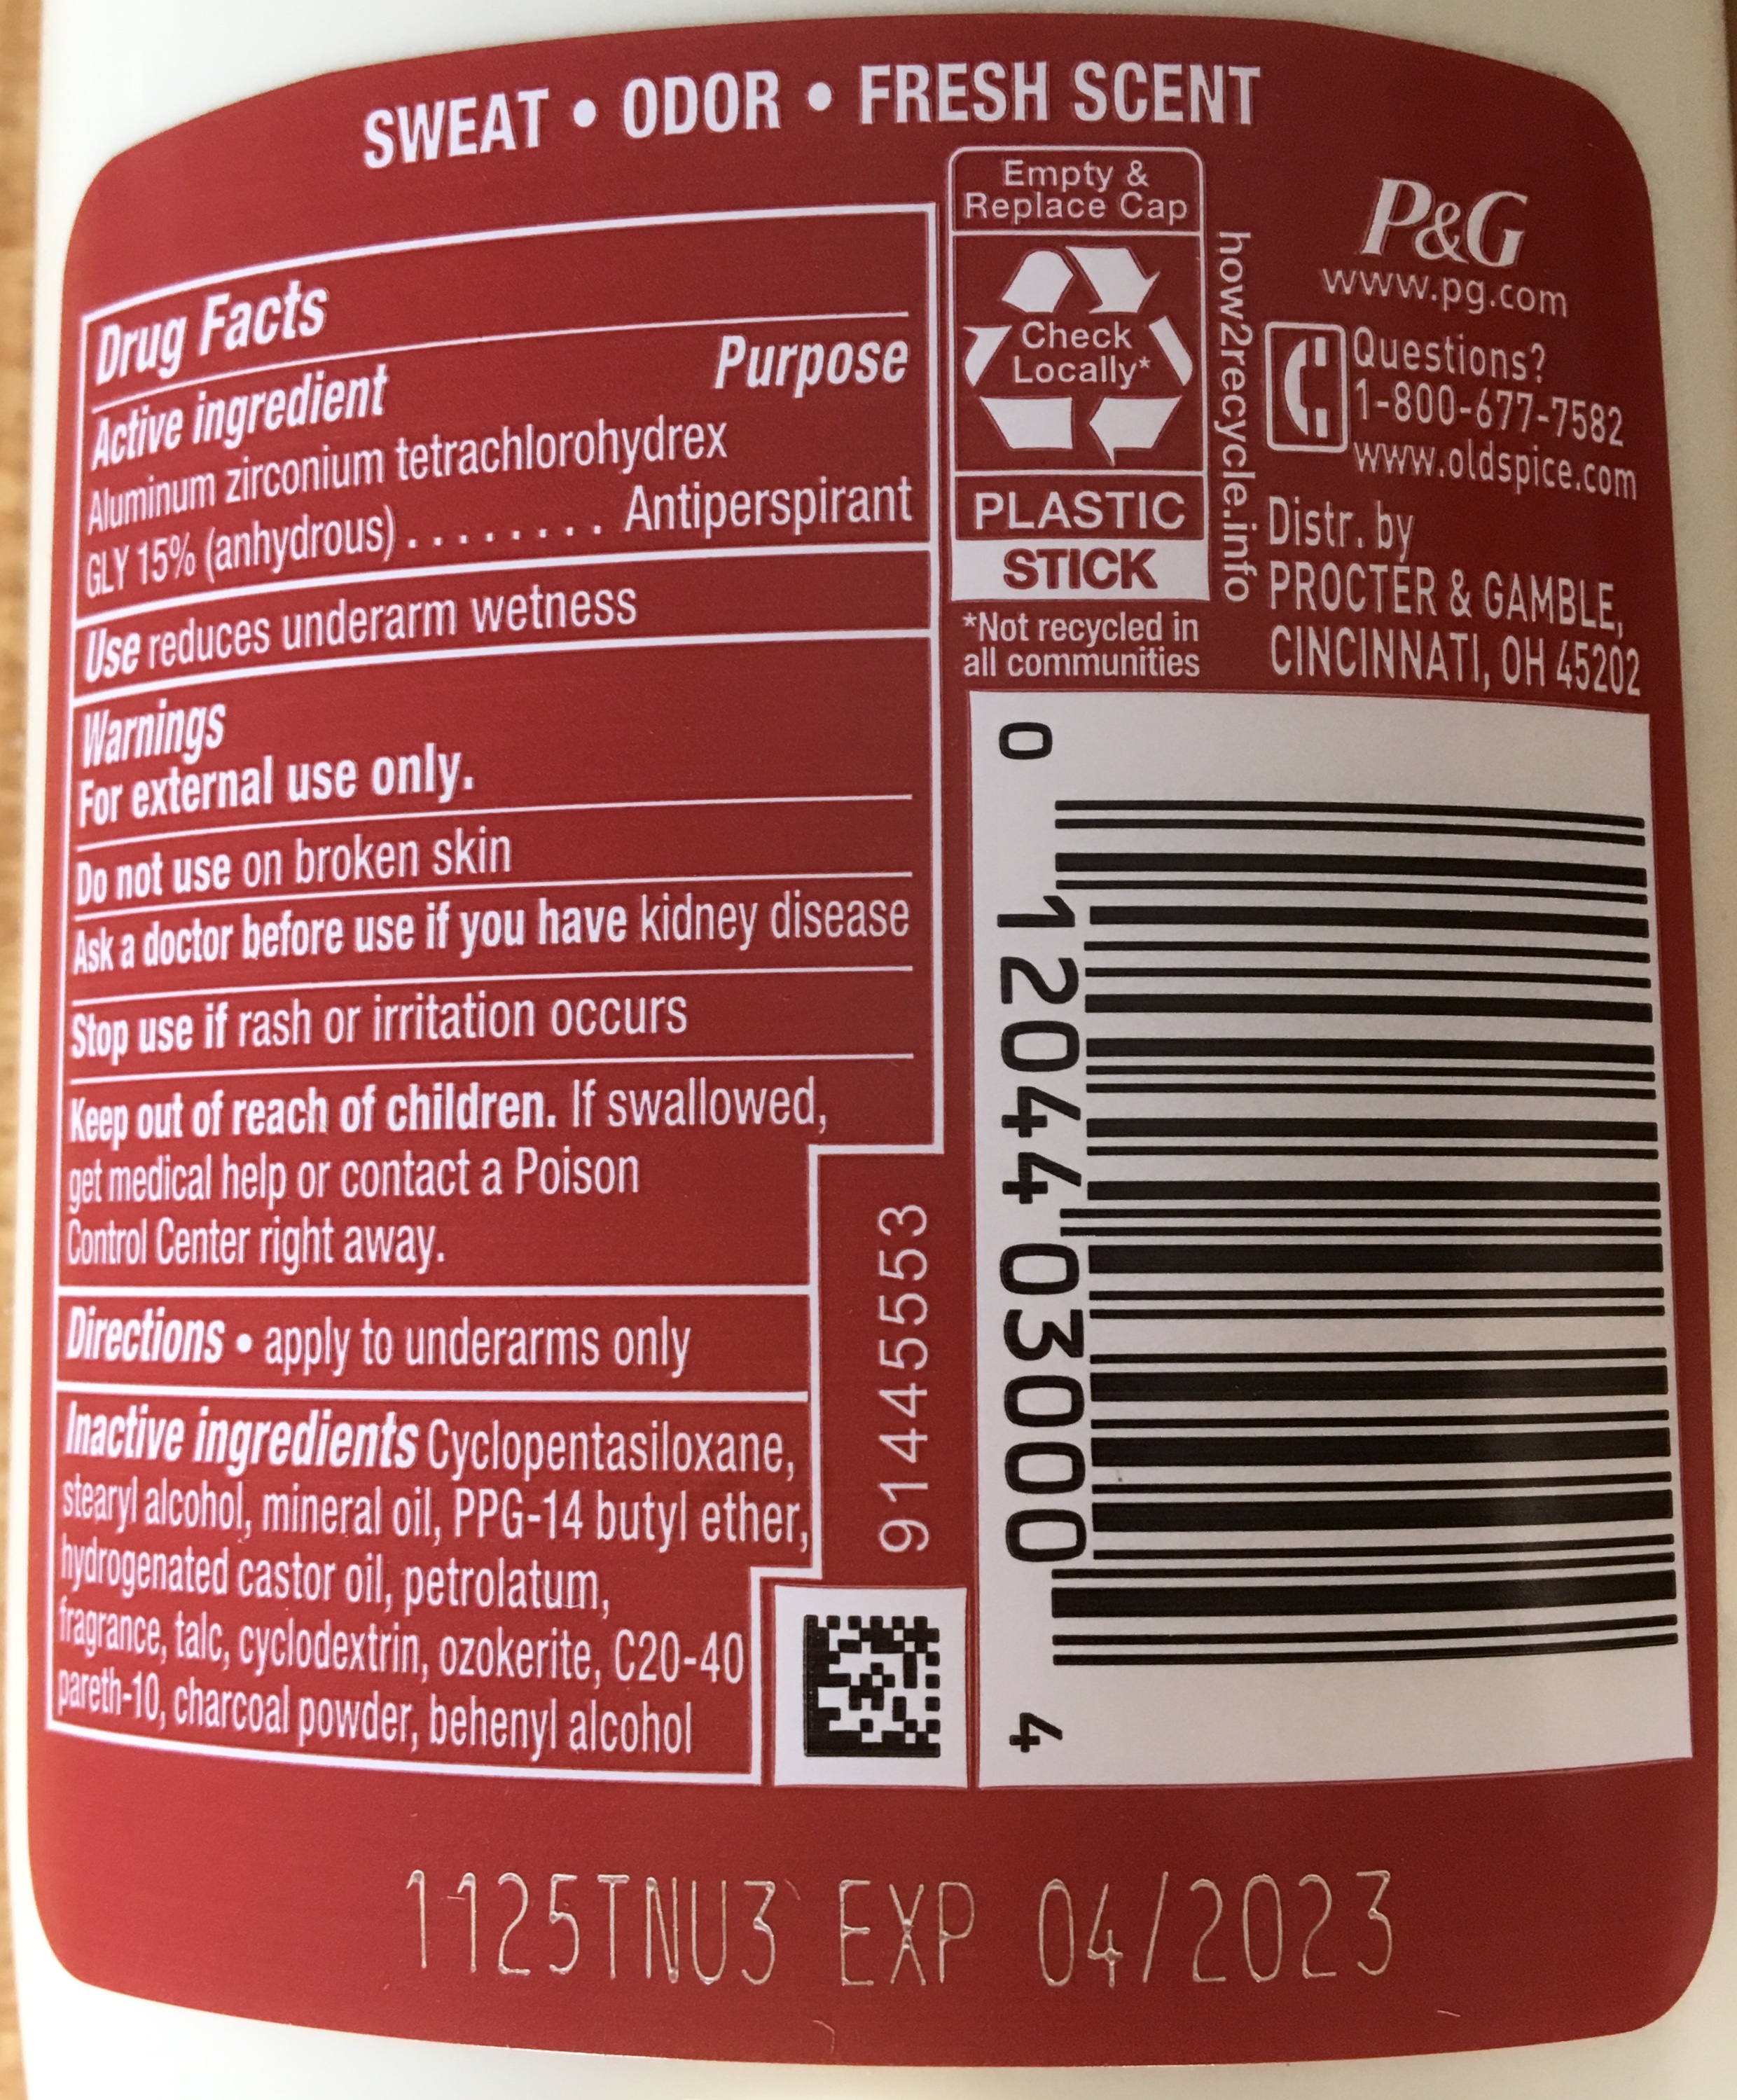 SWEAT • ODOR • FRESH SCENT
Drug Facts
Active ingredient Purpose
Aluminum zirconium tetrachlorohydrex
GLY 15% (anhydrous) ........ Antiperspirant
Use reduces underarm wetness
Warnings
For external use only.
Do not use on broken skin
Ask a doctor before use if you have kidney disease
Stop use if rash or irritation occurs
Keep out of reach of children. If swallowed,
get medical help or contact a Poison
Control Center right away.
Directions • apply to underarms only
Inactive ingredients Cyclopentasiloxane,
stearyl alcohol, mineral oil, PPG-14 butyl ether,
hydrogenated castor oil, petrolatum,
fragrance, talc, cyclodextrin, ozokerite, C20-40
pareth-10, charcoal powder, behenyl alcohol
91445553
Empty &
Replace Cap
Check
Locally*
PLASTIC
STICK
*Not recycled in
all communities
how2recycle.info
P&G
www.pg.com
Questions?
1-800-677-7582
www.oldspice.com
Distr. by
PROCTER & GAMBLE,
CINCINNATI, OH 45202
0 12044 03000 4
1125TNU3 EXP 04/2023